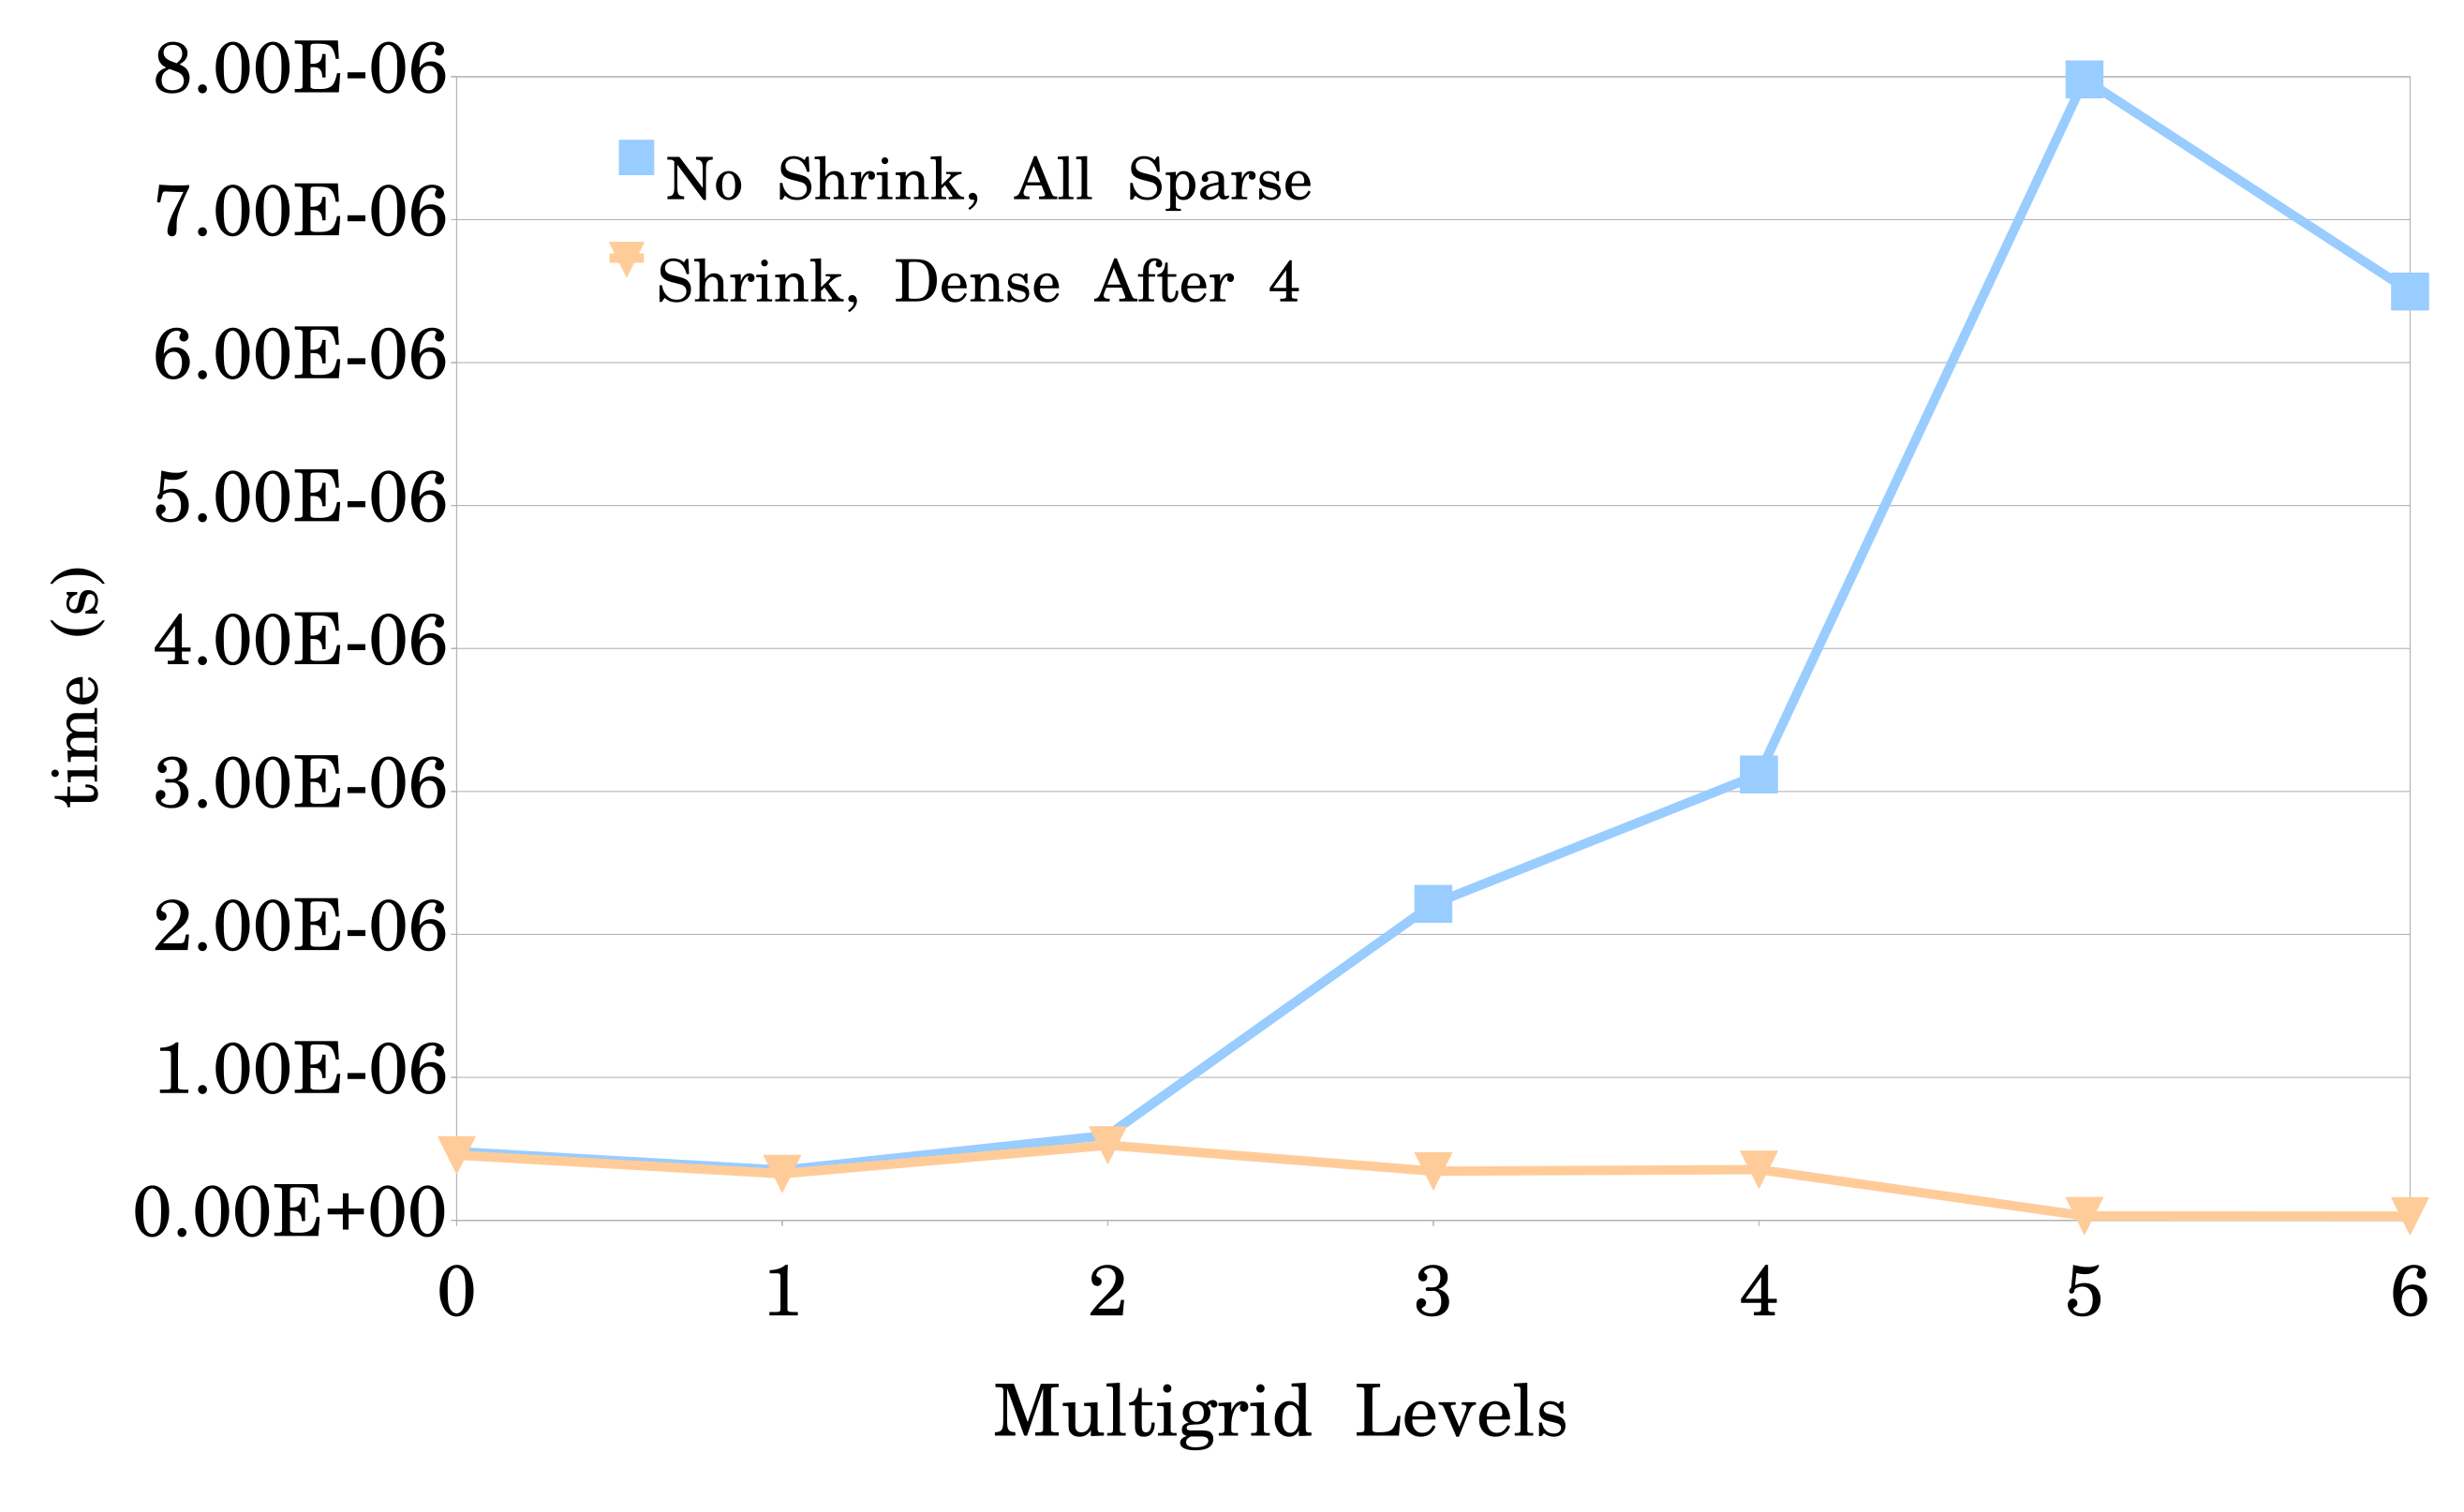 8.00E-06
7.00E-06
6.00E-06
5.00E-06
4.00E-06
3.00E-06
2.00E-06
1.00E-06
0.00E+00
time (s)
No Shrink, All Sparse
Shrink, Dense After 4
0 1 2 3 4 5 6
Multigrid Levels